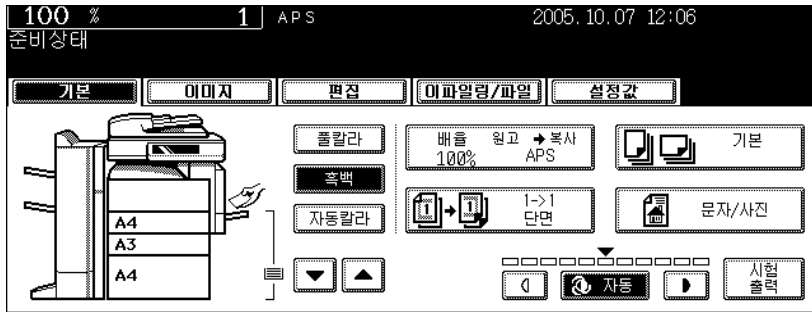 100 % 1 APS 2005.10.07 12:06
준비상태
기본 이미지 편집 이파일링/파일 설정값
풀칼라
흑백
자동칼라
배율 원고 ➔복사
100% APS
기본
1->1
단면
1 1
문자/사진
A4
A3
A4
자동
시험
출력